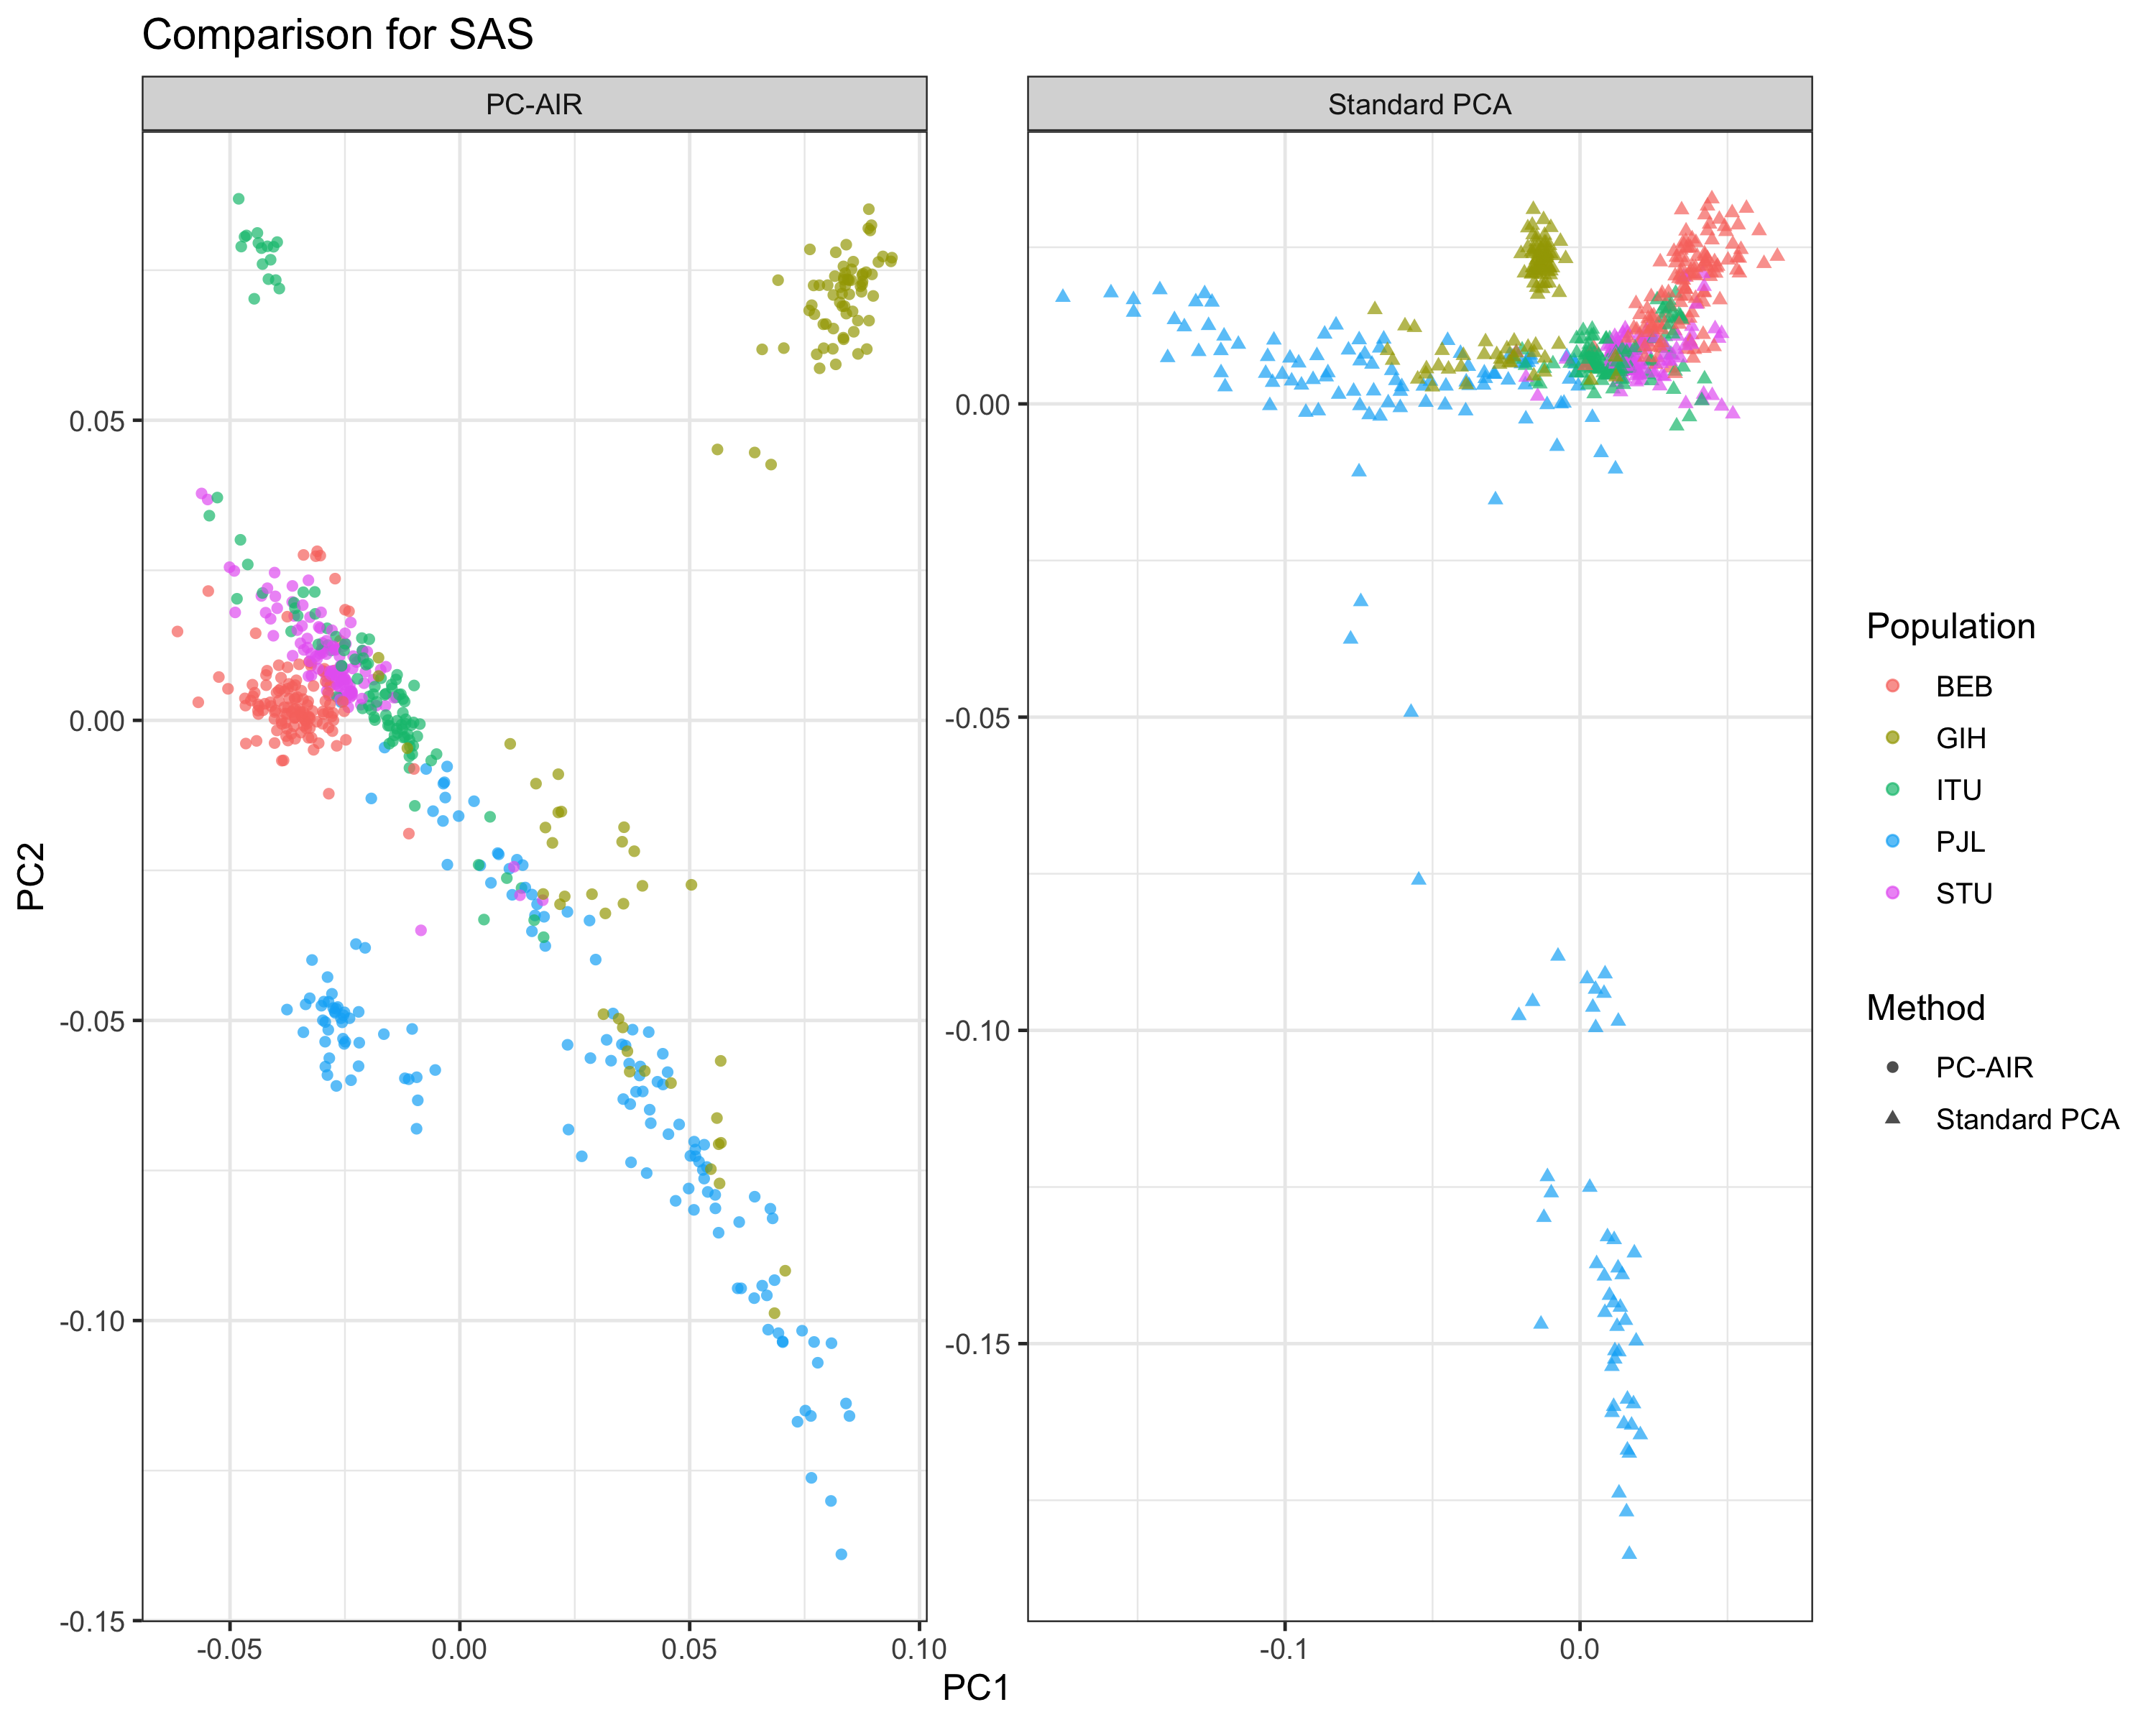 Comparison for SAS
PC-AIR
Standard PCA
PC2
0.05
0.00
-0.05
-0.10
-0.15
0.00
-0.05
-0.10
-0.15
-0.05
0.00
0.05
0.10
-0.1
0.0
PC1
Population
BEB
GIH
ITU
PJL
STU
Method
PC-AIR
Standard PCA